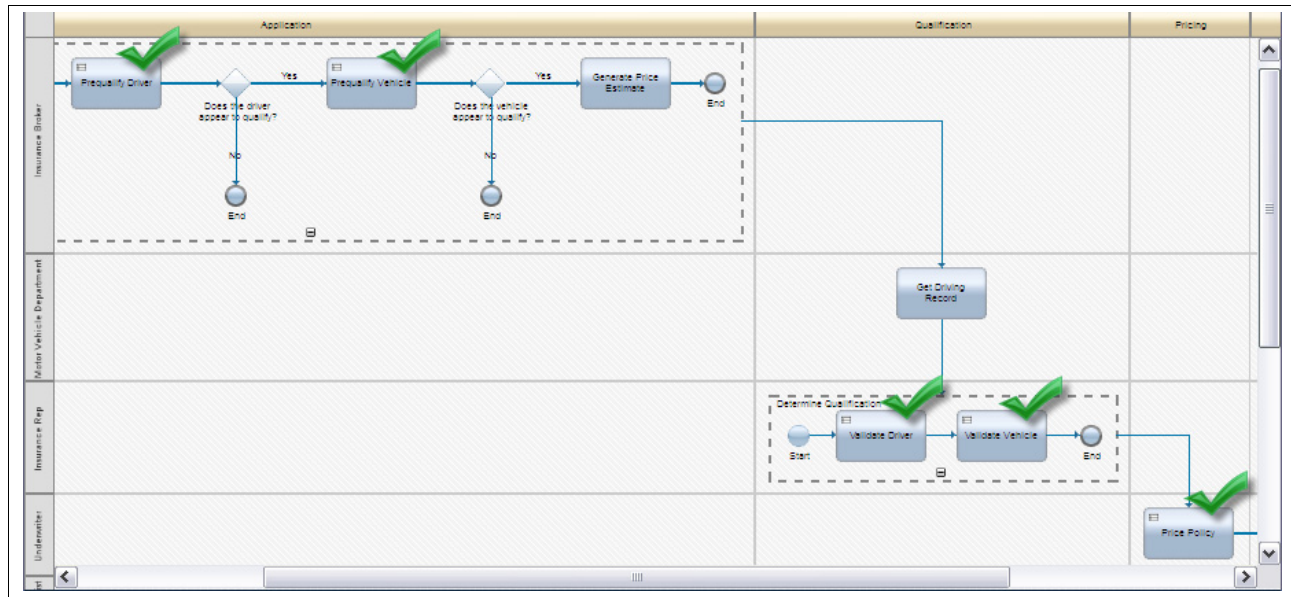 Application
Qualification
Pricing
Insurance Broker
Prequalify Driver
Yes
Prequalify Vehicle
Yes
Generate Price
Estimate
End
Does the driver
appear to qualify?
Does the vehicle
appear to qualify?
No
No
End
End
Motor Vehicle Department
Get Driving
Record
Insurance Rep
Determine Qualification
Start
Validate Driver
Validate Vehicle
End
Underwriter
Price Policy